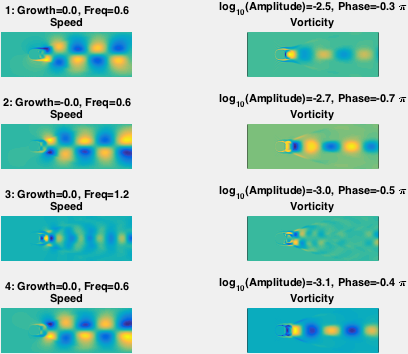 1: Growth=0.0, Freq=0.6
Speed
log10(Amplitude)=-2.5, Phase=-0.3 π
Vorticity
2: Growth=-0.0, Freq=0.6
Speed
log10(Amplitude)=-2.7, Phase=-0.7 π
Vorticity
3: Growth=0.0, Freq=1.2
Speed
log10(Amplitude)=-3.0, Phase=-0.5 π
Vorticity
4: Growth=0.0, Freq=0.6
Speed
log10(Amplitude)=-3.1, Phase=-0.4 π
Vorticity